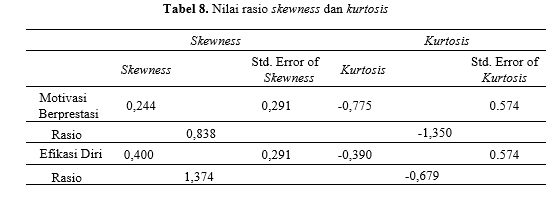 Tabel 8. Nilai rasio skewness dan kurtosis
Skewness Kurtosis
Skewness Std. Error of Skewness Kurtosis Std. Error of Kurtosis
Motivasi Berprestasi 0,244 0,291 -0,775 0.574
Rasio 0,838 -1,350
Efikasi Diri 0,400 0,291 -0,390 0.574
Rasio 1,374 -0,679